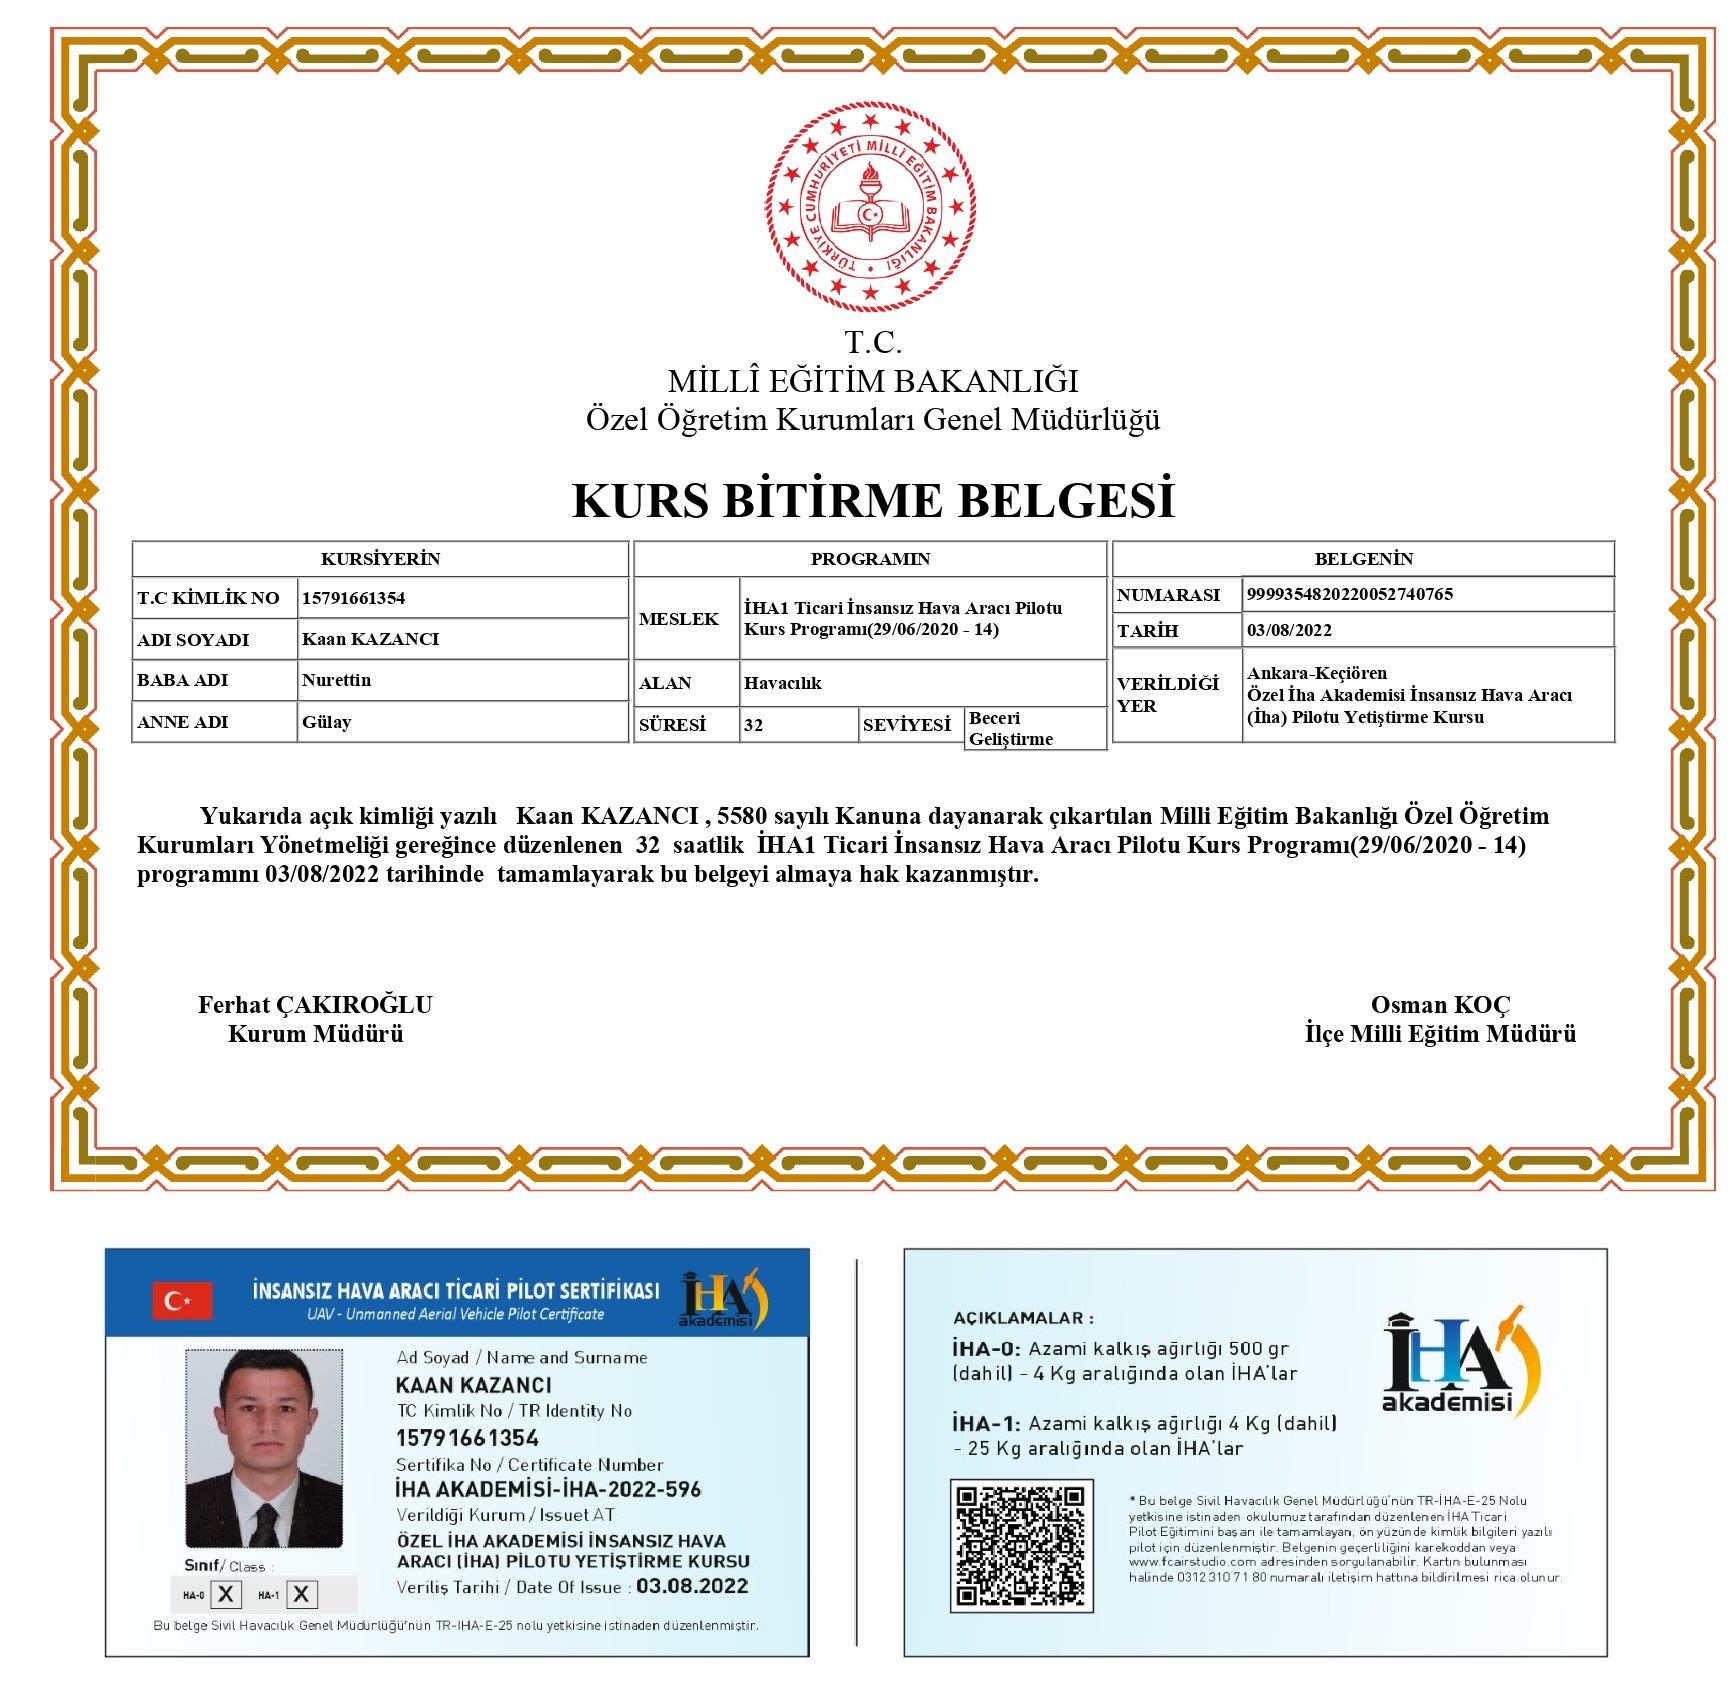 TÜRKİYE CUMHURİYETİ MİLLİ EĞİTİM BAKANLIĞI
T.C.
MİLLÎ EĞİTİM BAKANLIĞI
Özel Öğretim Kurumları Genel Müdürlüğü
KURS BİTİRME BELGESİ
KURSİYERİN
T.C KİMLİK NO 15791661354
ADI SOYADI Kaan KAZANCI
BABA ADI Nurettin
ANNE ADI Gülay
PROGRAMIN
MESLEK İHA1 Ticari İnsansız Hava Aracı Pilotu
Kurs Programı(29/06/2020 - 14)
ALAN Havacılık
SÜRESİ 32 SEVİYESİ Beceri
Geliştirme
BELGENİN
NUMARASI 9999354820220052740765
TARİH 03/08/2022
VERİLDİĞİ
YER
Ankara-Keçiören
Özel İha Akademisi İnsansız Hava Aracı
(İha) Pilotu Yetiştirme Kursu
Yukarıda açık kimliği yazılı Kaan KAZANCI , 5580 sayılı Kanuna dayanarak çıkartılan Milli Eğitim Bakanlığı Özel Öğretim
Kurumları Yönetmeliği gereğince düzenlenen 32 saatlik İHA1 Ticari İnsansız Hava Aracı Pilotu Kurs Programı(29/06/2020 - 14)
programını 03/08/2022 tarihinde tamamlayarak bu belgeyi almaya hak kazanmıştır.
Ferhat ÇAKIROĞLU
Kurum Müdürü
Osman KOÇ
İlçe Milli Eğitim Müdürü
İNSANSIZ HAVA ARACI TİCARİ PİLOT SERTİFİKASI
UAV - Unmanned Aerial Vehicle Pilot Certificate
İHA
akademisi
Ad Soyad / Name and Surname
KAAN KAZANCI
TC Kimlik No / TR Identity No
15791661354
Sertifika No / Certificate Number
İHA AKADEMİSİ-İHA-2022-596
Verildiği Kurum / Issuet AT
ÖZEL İHA AKADEMİSİ İNSANSIZ HAVA
ARACI (İHA) PİLOTU YETİŞTİRME KURSU
Veriliş Tarihi / Date Of Issue : 03.08.2022
Sınıf/ Class :
HA-0 X HA-1 X
Bu belge Sivil Havacılık Genel Müdürlüğü'nün TR-IHA-E-25 nolu yetkisine istinaden düzenlenmiştir.
AÇIKLAMALAR :
İHA-0: Azami kalkış ağırlığı 500 gr
(dahil) - 4 Kg aralığında olan İHA'lar
İHA-1: Azami kalkış ağırlığı 4 Kg (dahil)
- 25 Kg aralığında olan İHA'lar
İHA
akademisi
* Bu belge Sivil Havacılık Genel Müdürlüğü'nün TR-İHA-E-25 Nolu
yetkisine istinaden okulumuz tarafından düzenlenen İHA Ticari
Pilot Eğitimini başarı ile tamamlayan, ön yüzünde kimlik bilgileri yazılı
pilot için düzenlenmiştir. Belgenin geçerliliğini karekoddan veya
www.fcairstudio.com adresinden sorgulanabilir. Kartın bulunması
halinde 0312 310 71 80 numaralı iletişim hattına bildirilmesi rica olunur.